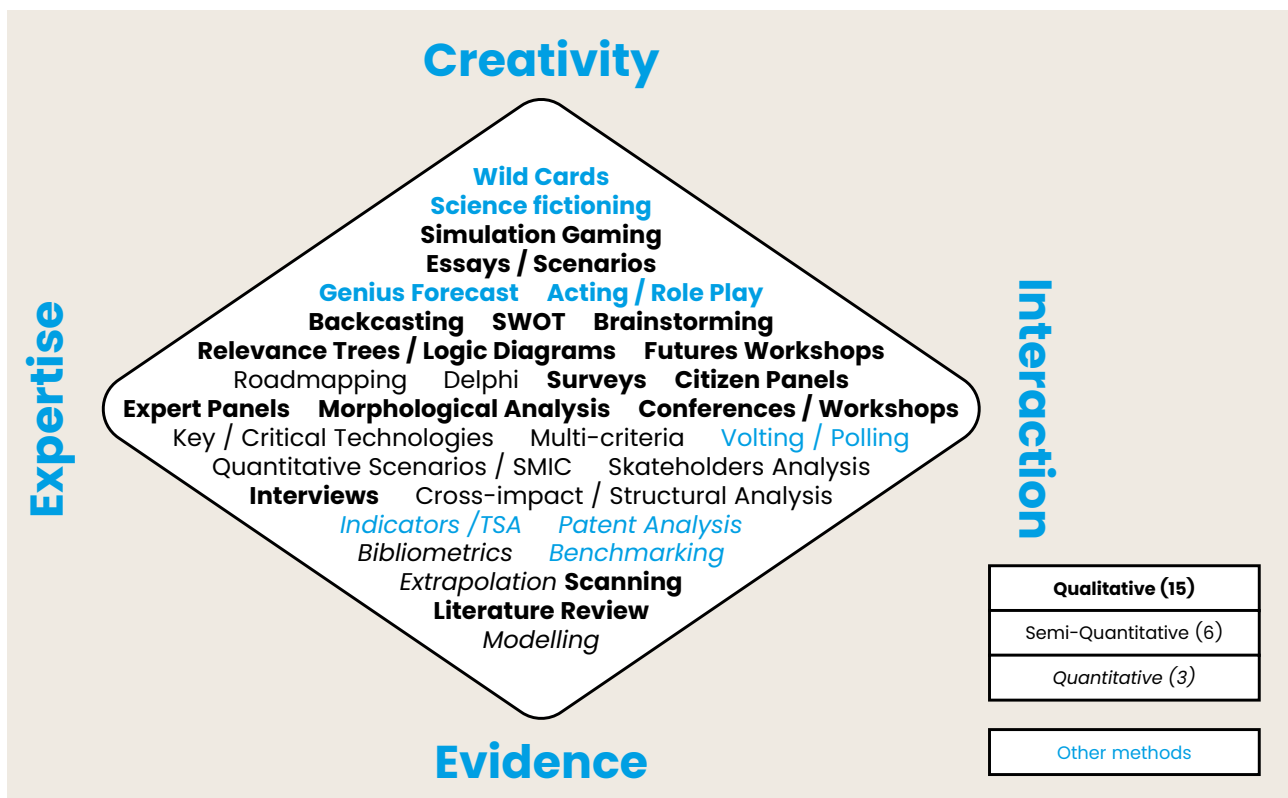 Creativity
Wild Cards
Science fictioning
Simulation Gaming
Essays / Scenarios
Genius Forecast Acting / Role Play
Backcasting SWOT Brainstorming
Relevance Trees / Logic Diagrams Futures Workshops
Roadmapping Delphi Surveys Citizen Panels
Expert Panels Morphological Analysis Conferences / Workshops
Key / Critical Technologies Multi-criteria Volting / Polling
Quantitative Scenarios / SMIC Skateholders Analysis
Interviews Cross-impact / Structural Analysis
Indicators /TSA Patent Analysis
Bibliometrics Benchmarking
Extrapolation Scanning
Literature Review
Modelling
Expertise
Interaction
Evidence
Qualitative (15)
Semi-Quantitative (6)
Quantitative (3)
Other methods